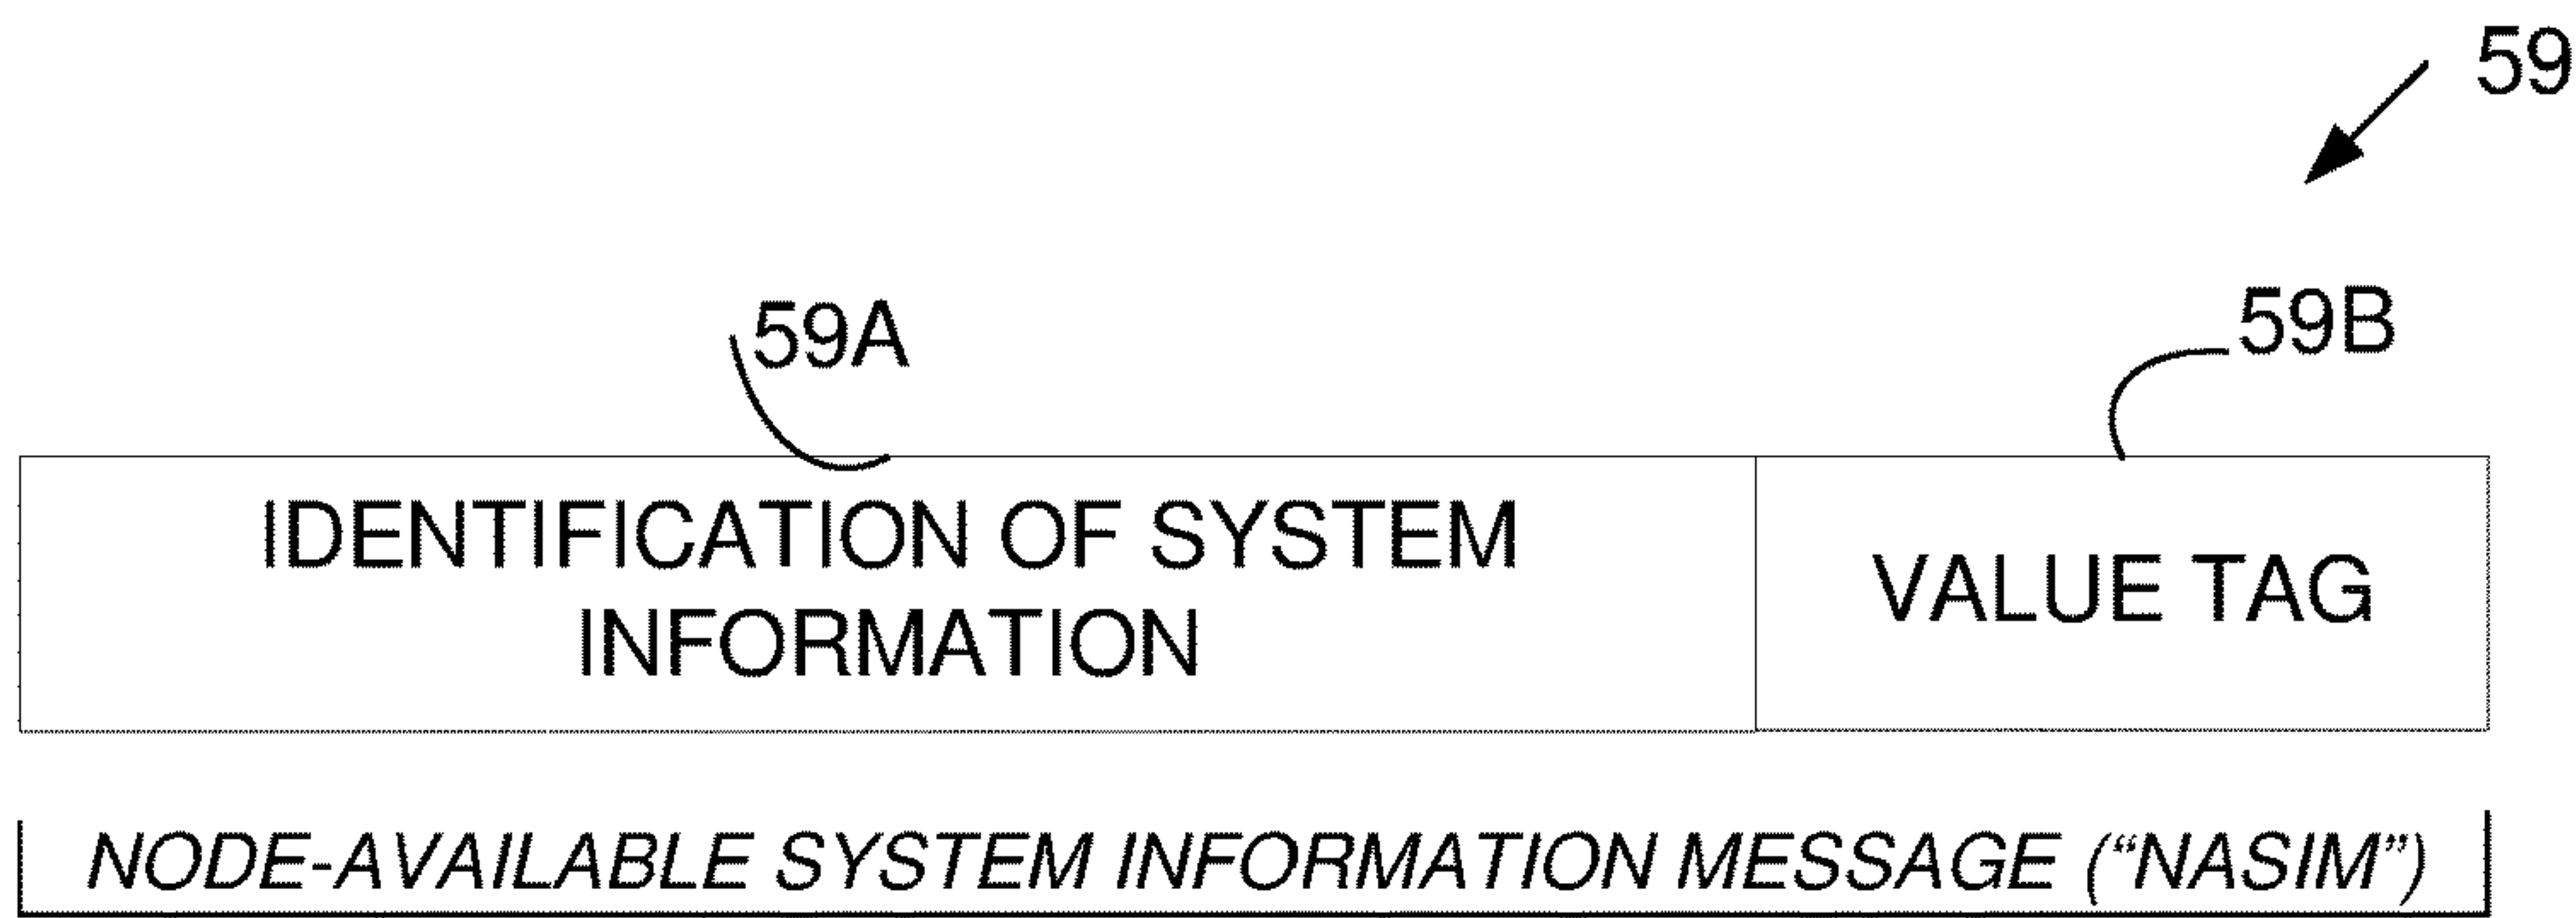 59
59A
59B
IDENTIFICATION OF SYSTEM
INFORMATION
VALUE TAG
NODE-AVAILABLE SYSTEM INFORMATION MESSAGE (“NASIM”)